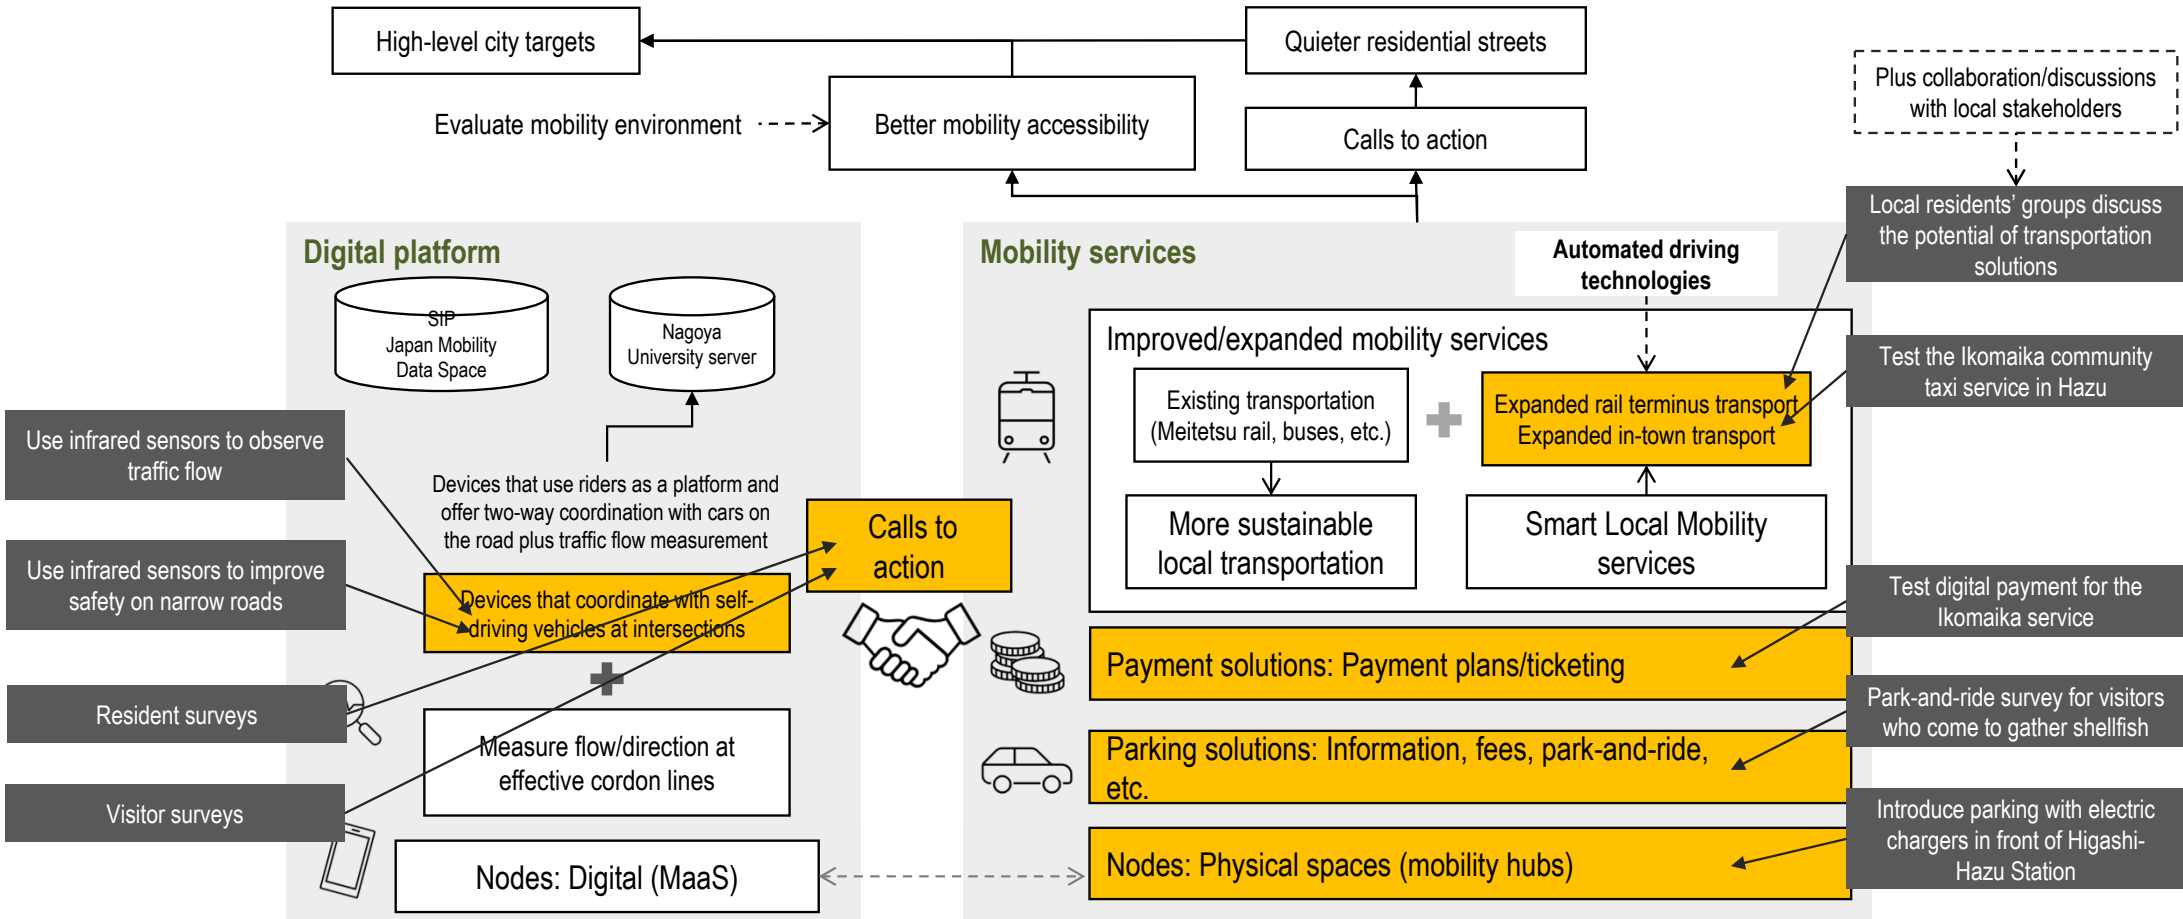 High-level city targets
Quieter residential streets
Plus collaboration/discussions
with local stakeholders
Evaluate mobility environment
Better mobility accessibility
Calls to action
Local residents’ groups discuss
the potential of transportation
solutions
Digital platform
SIP
Japan Mobility
Data Space
Nagoya
University server
Mobility services
Automated driving
technologies
Improved/expanded mobility services
Existing transportation
(Meitetsu rail, buses, etc.)
Expanded rail terminus transport
Expanded in-town transport
Test the Ikomaika community
taxi service in Hazu
Use infrared sensors to observe
traffic flow
Devices that use riders as a platform and
offer two-way coordination with cars on
the road plus traffic flow measurement
Calls to
action
More sustainable
local transportation
Smart Local Mobility
services
Use infrared sensors to improve
safety on narrow roads
Devices that coordinate with self-
driving vehicles at intersections
Test digital payment for the
Ikomaika service
Payment solutions: Payment plans/ticketing
Resident surveys
Measure flow/direction at
effective cordon lines
Park-and-ride survey for visitors
who come to gather shellfish
Parking solutions: Information, fees, park-and-ride,
etc.
Visitor surveys
Introduce parking with electric
chargers in front of Higashi-
Hazu Station
Nodes: Digital (MaaS)
Nodes: Physical spaces (mobility hubs)